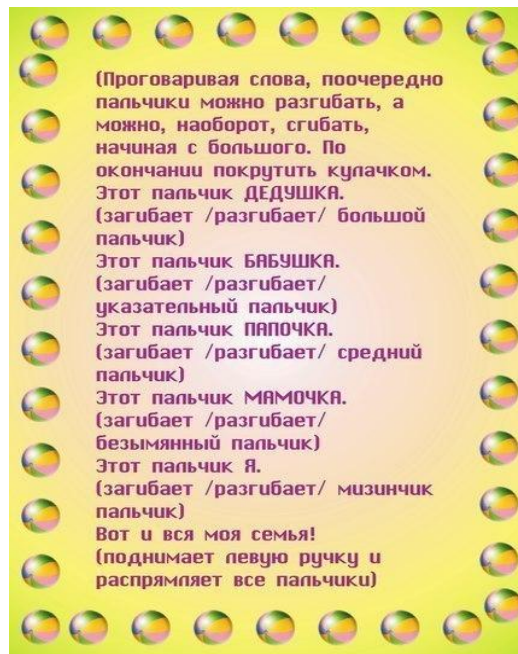 (Проговаривая слова, поочередно
пальчики можно разгибать, а
можно, наоборот, сгибать,
начиная с большого. По
окончании покрутить кулачком.
Этот пальчик ДЕДУШКА.
(загибает /разгибает/ большой
пальчик)
Этот пальчик БАБУШКА.
(загибает /разгибает/
указательный пальчик)
Этот пальчик ПАПОЧКА.
(загибает /разгибает/ средний
пальчик)
Этот пальчик МАМОЧКА.
(загибает /разгибает/
безымянный пальчик)
Этот пальчик Я.
(загибает /разгибает/ мизинчик
пальчик)
Вот и вся моя семья!
(поднимает левую ручку и
распрямляет все пальчики)